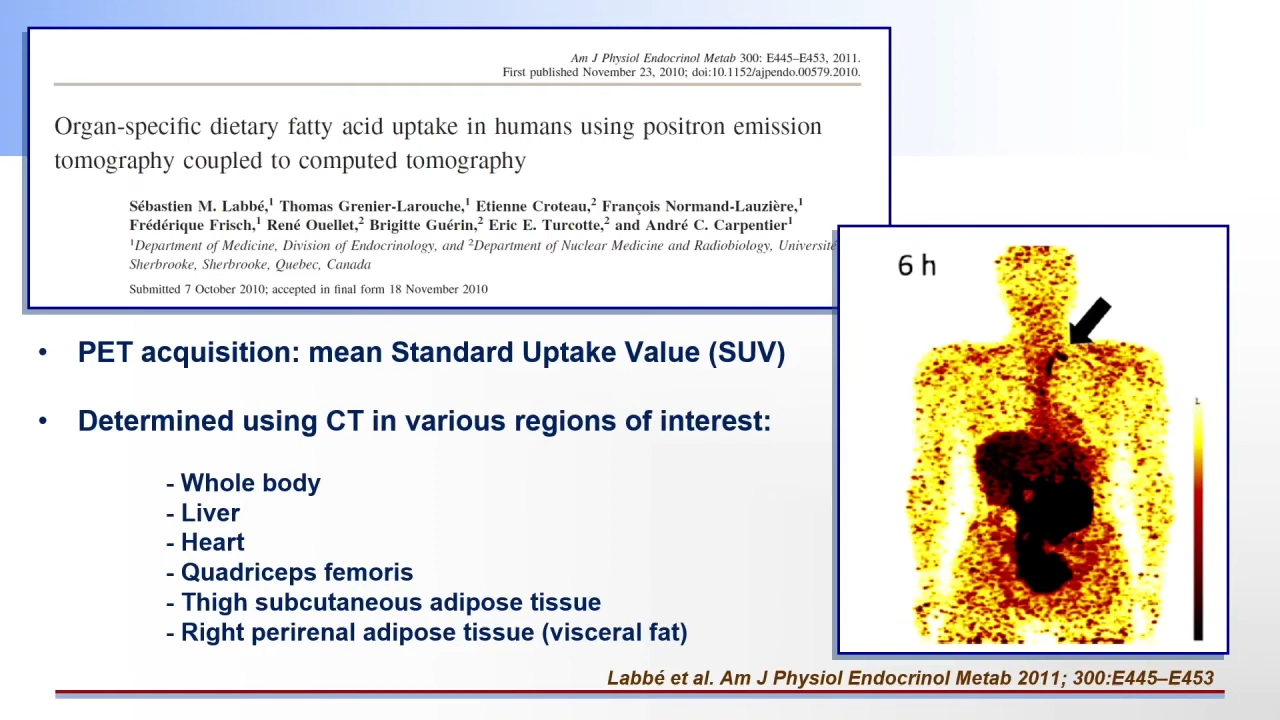 Am J Physiol Endocrinol Metab 300: E445–E453, 2011.
First published November 23, 2010; doi:10.1152/ajpendo.00579.2010.
Organ-specific dietary fatty acid uptake in humans using positron emission
tomography coupled to computed tomography
Sébastien M. Labbé,1 Thomas Grenier-Larouche,1 Etienne Croteau,2 François Normand-Lauzière,1
Frédérique Frisch,1 René Ouellet,2 Brigitte Guérin,2 Eric E. Turcotte,2 and André C. Carpentier1
1Department of Medicine, Division of Endocrinology, and 2Department of Nuclear Medicine and Radiobiology, Université
Sherbrooke, Sherbrooke, Quebec, Canada
Submitted 7 October 2010; accepted in final form 18 November 2010
6 h
• PET acquisition: mean Standard Uptake Value (SUV)
• Determined using CT in various regions of interest:
- Whole body
- Liver
- Heart
- Quadriceps femoris
- Thigh subcutaneous adipose tissue
- Right perirenal adipose tissue (visceral fat)
Labbé et al. Am J Physiol Endocrinol Metab 2011; 300:E445–E453